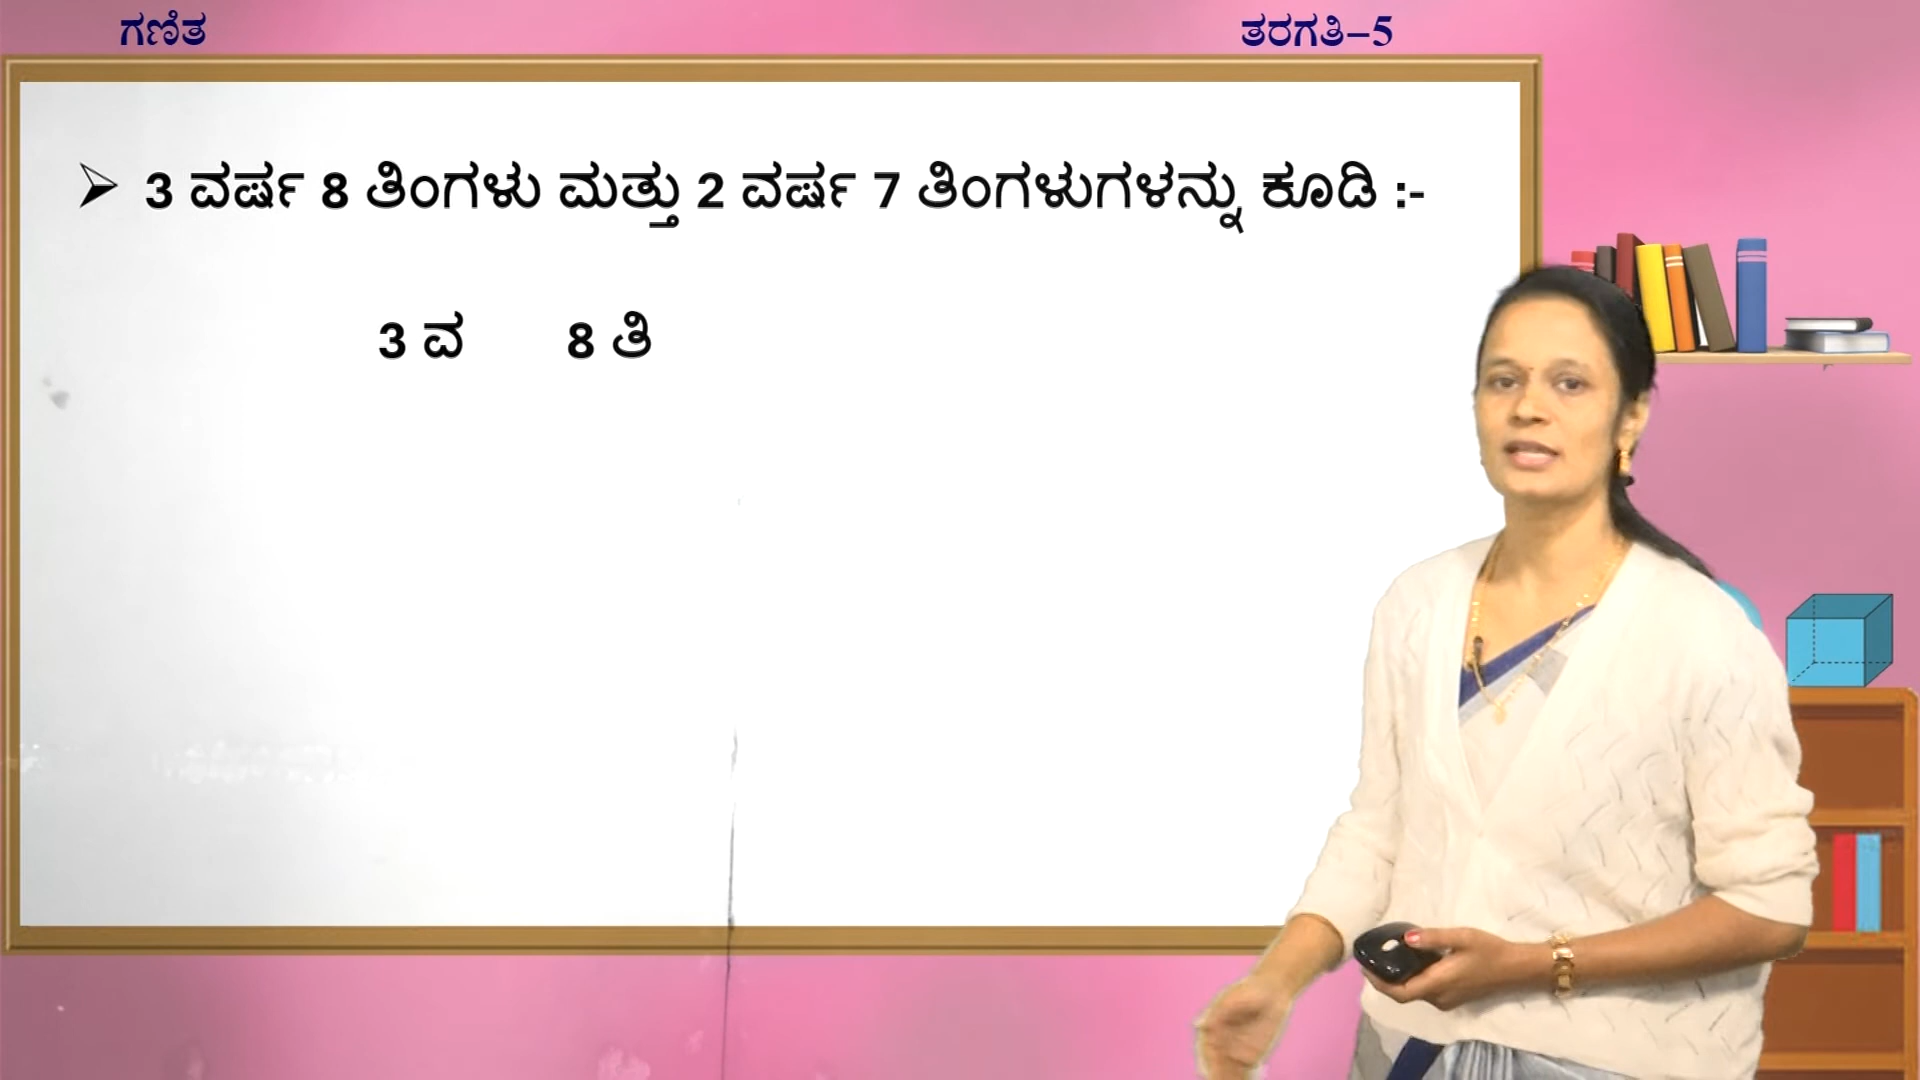 ಗಣಿತ ತರಗತಿ–5
➢ 3 ವರ್ಷ 8 ತಿಂಗಳು ಮತ್ತು 2 ವರ್ಷ 7 ತಿಂಗಳುಗಳನ್ನು ಕೂಡಿ :-
3 ವ 8 ತಿ